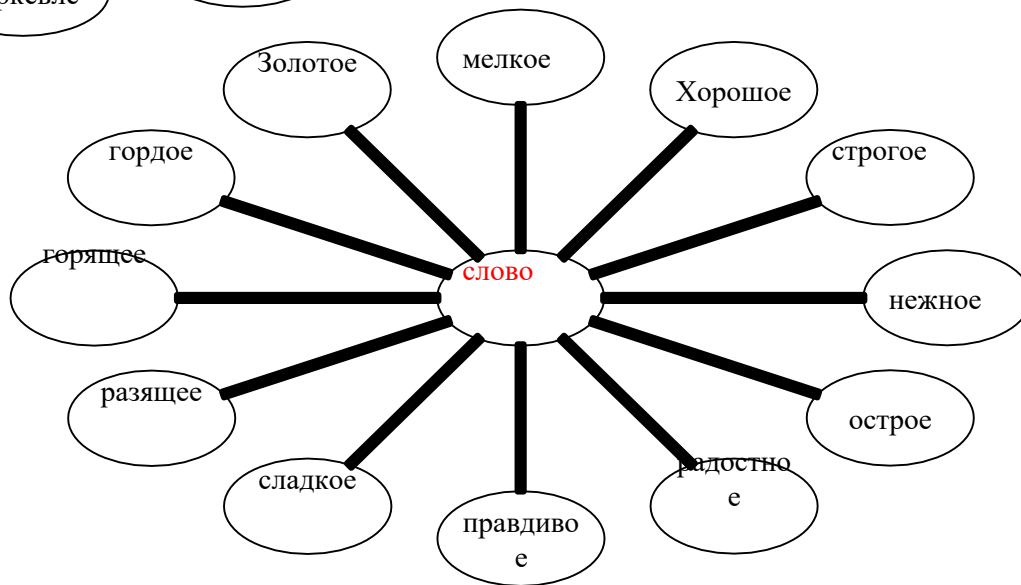 Золотое
мелкое
Хорошое
гордое
строгое
горящее
слово
нежное
разящее
острое
сладкое
радостно
е
правдиво
е